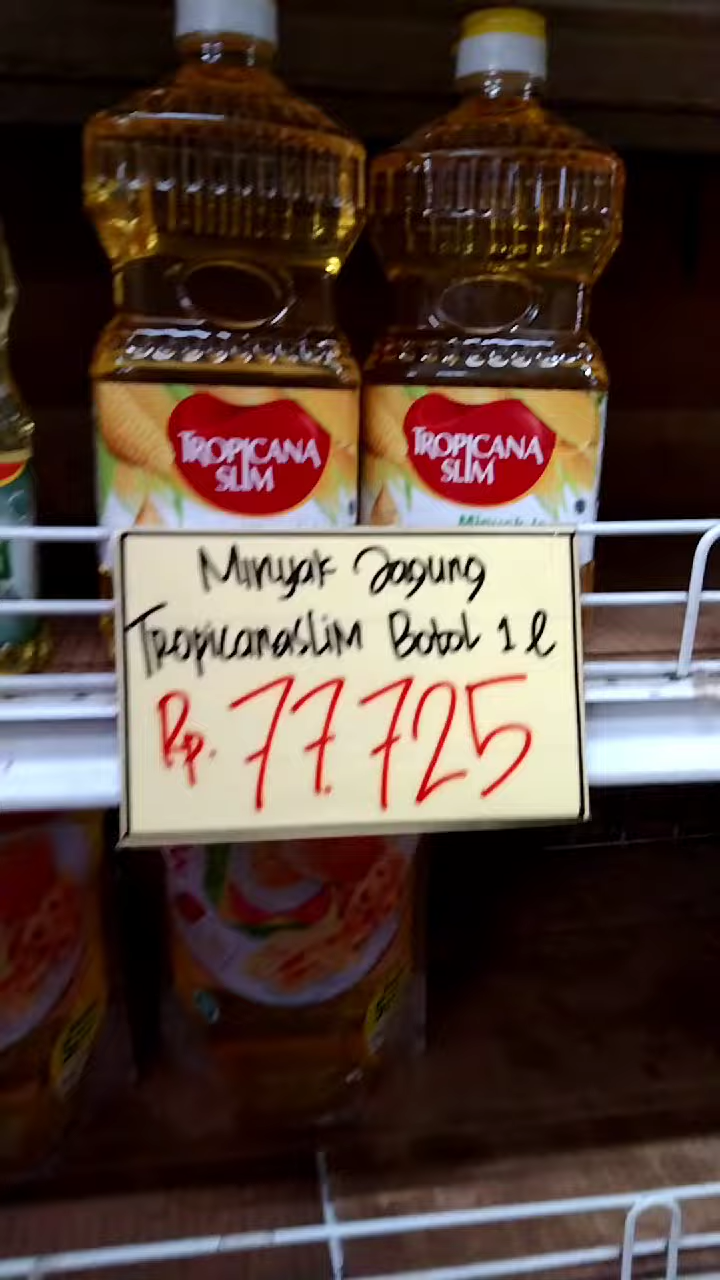 TROPICANA
SLIM
TROPICANA
SLIM
Minyak Jagung
Tropicanaslim Botol 1 l
Rp. 77.725